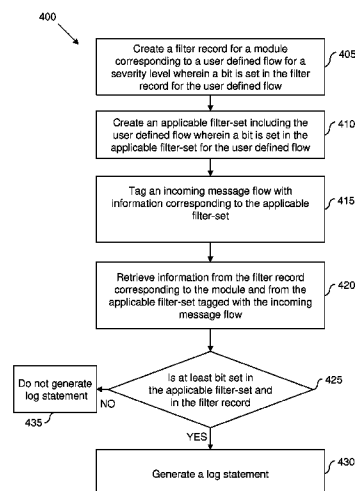 400
Create a filter record for a module
corresponding to a user defined flow for a
severity level wherein a bit is set in the filter
record for the user defined flow
405
Create an applicable filter-set including the
user defined flow wherein a bit is set in the
applicable filter-set for the user defined flow
410
Tag an incoming message flow with
information corresponding to the applicable
filter-set
415
Retrieve information from the filter record
corresponding to the module and from the
applicable filter-set tagged with the incoming
message flow
420
Is at least bit set in
the applicable filter-set and
in the filter record
425
Do not generate
log statement
NO
435
YES
Generate a log statement
430